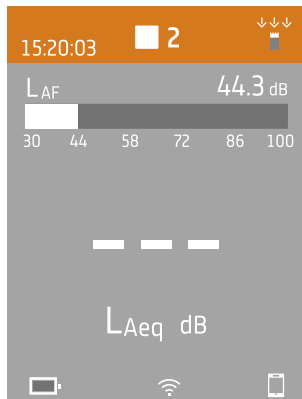 15:20:03 2
LAF 44.3 dB
30 44 58 72 86 100
— — —
LAeq dB